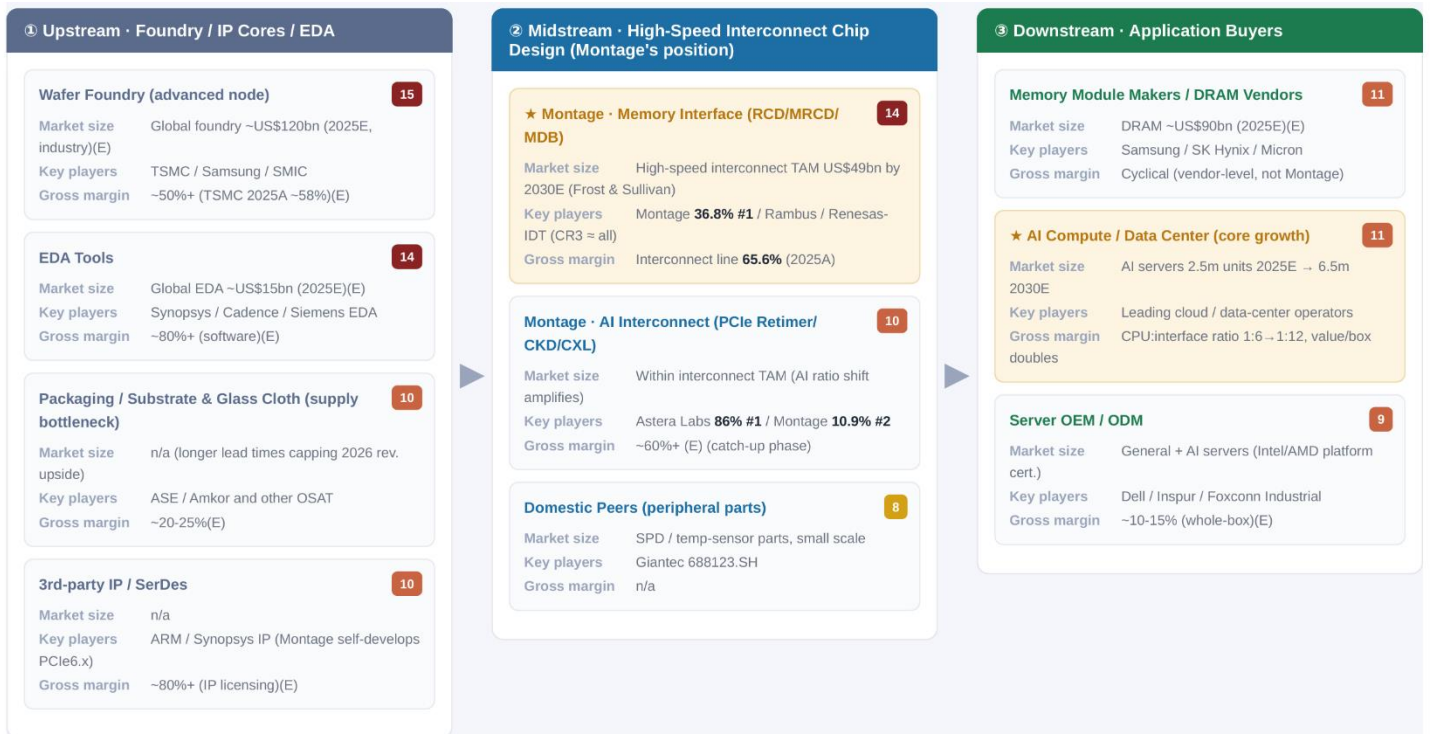 ① Upstream · Foundry / IP Cores / EDA
Wafer Foundry (advanced node) 15
Market size Global foundry ~US$120bn (2025E,
industry)(E)
Key players TSMC / Samsung / SMIC
Gross margin ~50%+ (TSMC 2025A ~58%)(E)
EDA Tools 14
Market size Global EDA ~US$15bn (2025E)(E)
Key players Synopsys / Cadence / Siemens EDA
Gross margin ~80%+ (software)(E)
Packaging / Substrate & Glass Cloth (supply 10
bottleneck)
Market size n/a (longer lead times capping 2026 rev.
upside)
Key players ASE / Amkor and other OSAT
Gross margin ~20-25%(E)
3rd-party IP / SerDes 10
Market size n/a
Key players ARM / Synopsys IP (Montage self-develops
PCIe6.x)
Gross margin ~80%+ (IP licensing)(E)
② Midstream · High-Speed Interconnect Chip
Design (Montage's position)
★ Montage · Memory Interface (RCD/MRCD/ 14
MDB)
Market size High-speed interconnect TAM US$49bn by
2030E (Frost & Sullivan)
Key players Montage 36.8% #1 / Rambus / Renesas-
IDT (CR3 ≈ all)
Gross margin Interconnect line 65.6% (2025A)
Montage · AI Interconnect (PCIe Retimer/ 10
CKD/CXL)
Market size Within interconnect TAM (AI ratio shift
amplifies)
Key players Astera Labs 86% #1 / Montage 10.9% #2
Gross margin ~60%+ (E) (catch-up phase)
Domestic Peers (peripheral parts) 8
Market size SPD / temp-sensor parts, small scale
Key players Giantec 688123.SH
Gross margin n/a
③ Downstream · Application Buyers
Memory Module Makers / DRAM Vendors 11
Market size DRAM ~US$90bn (2025E)(E)
Key players Samsung / SK Hynix / Micron
Gross margin Cyclical (vendor-level, not Montage)
★ AI Compute / Data Center (core growth) 11
Market size AI servers 2.5m units 2025E → 6.5m
2030E
Key players Leading cloud / data-center operators
Gross margin CPU:interface ratio 1:6→1:12, value/box
doubles
Server OEM / ODM 9
Market size General + AI servers (Intel/AMD platform
cert.)
Key players Dell / Inspur / Foxconn Industrial
Gross margin ~10-15% (whole-box)(E)